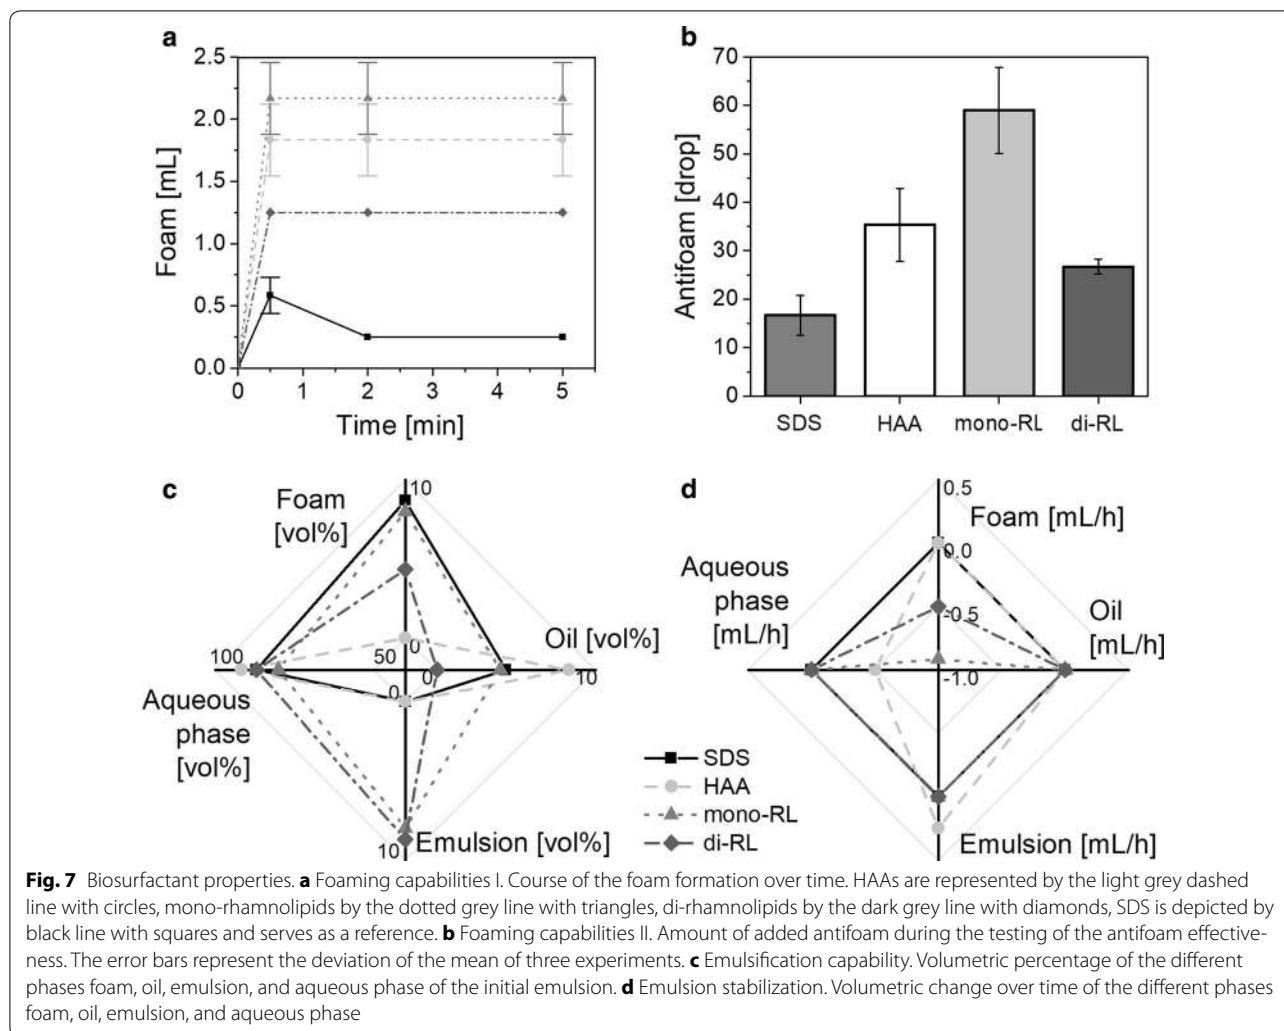 a
2.5
2.0
1.5
1.0
0.5
0.0
Foam [mL]
0 1 2 3 4 5
Time [min]
b
70
60
50
40
30
20
10
0
Antifoam [drop]
SDS HAA mono-RL di-RL
c
Foam
[vol%]
10
0
Oil [vol%]
0
10
100
50
Aqueous
phase
[vol%]
0
10
Emulsion [vol%]
SDS
HAA
mono-RL
di-RL
d
0.5
Foam [mL/h]
0.0
-0.5
-1.0
Aqueous
phase
[mL/h]
Oil
[mL/h]
Emulsion [mL/h]
Fig. 7 Biosurfactant properties. a Foaming capabilities I. Course of the foam formation over time. HAAs are represented by the light grey dashed
line with circles, mono-rhamnolipids by the dotted grey line with triangles, di-rhamnolipids by the dark grey line with diamonds, SDS is depicted by
black line with squares and serves as a reference. b Foaming capabilities II. Amount of added antifoam during the testing of the antifoam effective-
ness. The error bars represent the deviation of the mean of three experiments. c Emulsification capability. Volumetric percentage of the different
phases foam, oil, emulsion, and aqueous phase of the initial emulsion. d Emulsion stabilization. Volumetric change over time of the different phases
foam, oil, emulsion, and aqueous phase